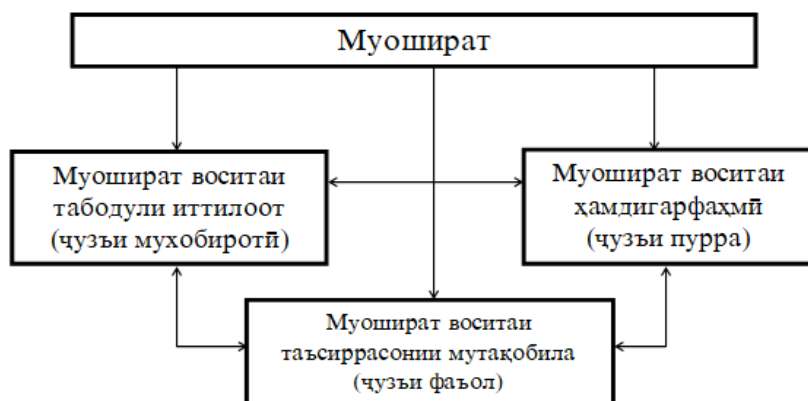 Муошират
Муошират воситаи
табодули иттилоот
(ҷузъи мухобиротӣ)
Муошират воситаи
ҳамдигарфаҳмӣ
(ҷузъи пурра)
Муошират воситаи
таъсиррасонии мутақобила
(ҷузъи фаъол)